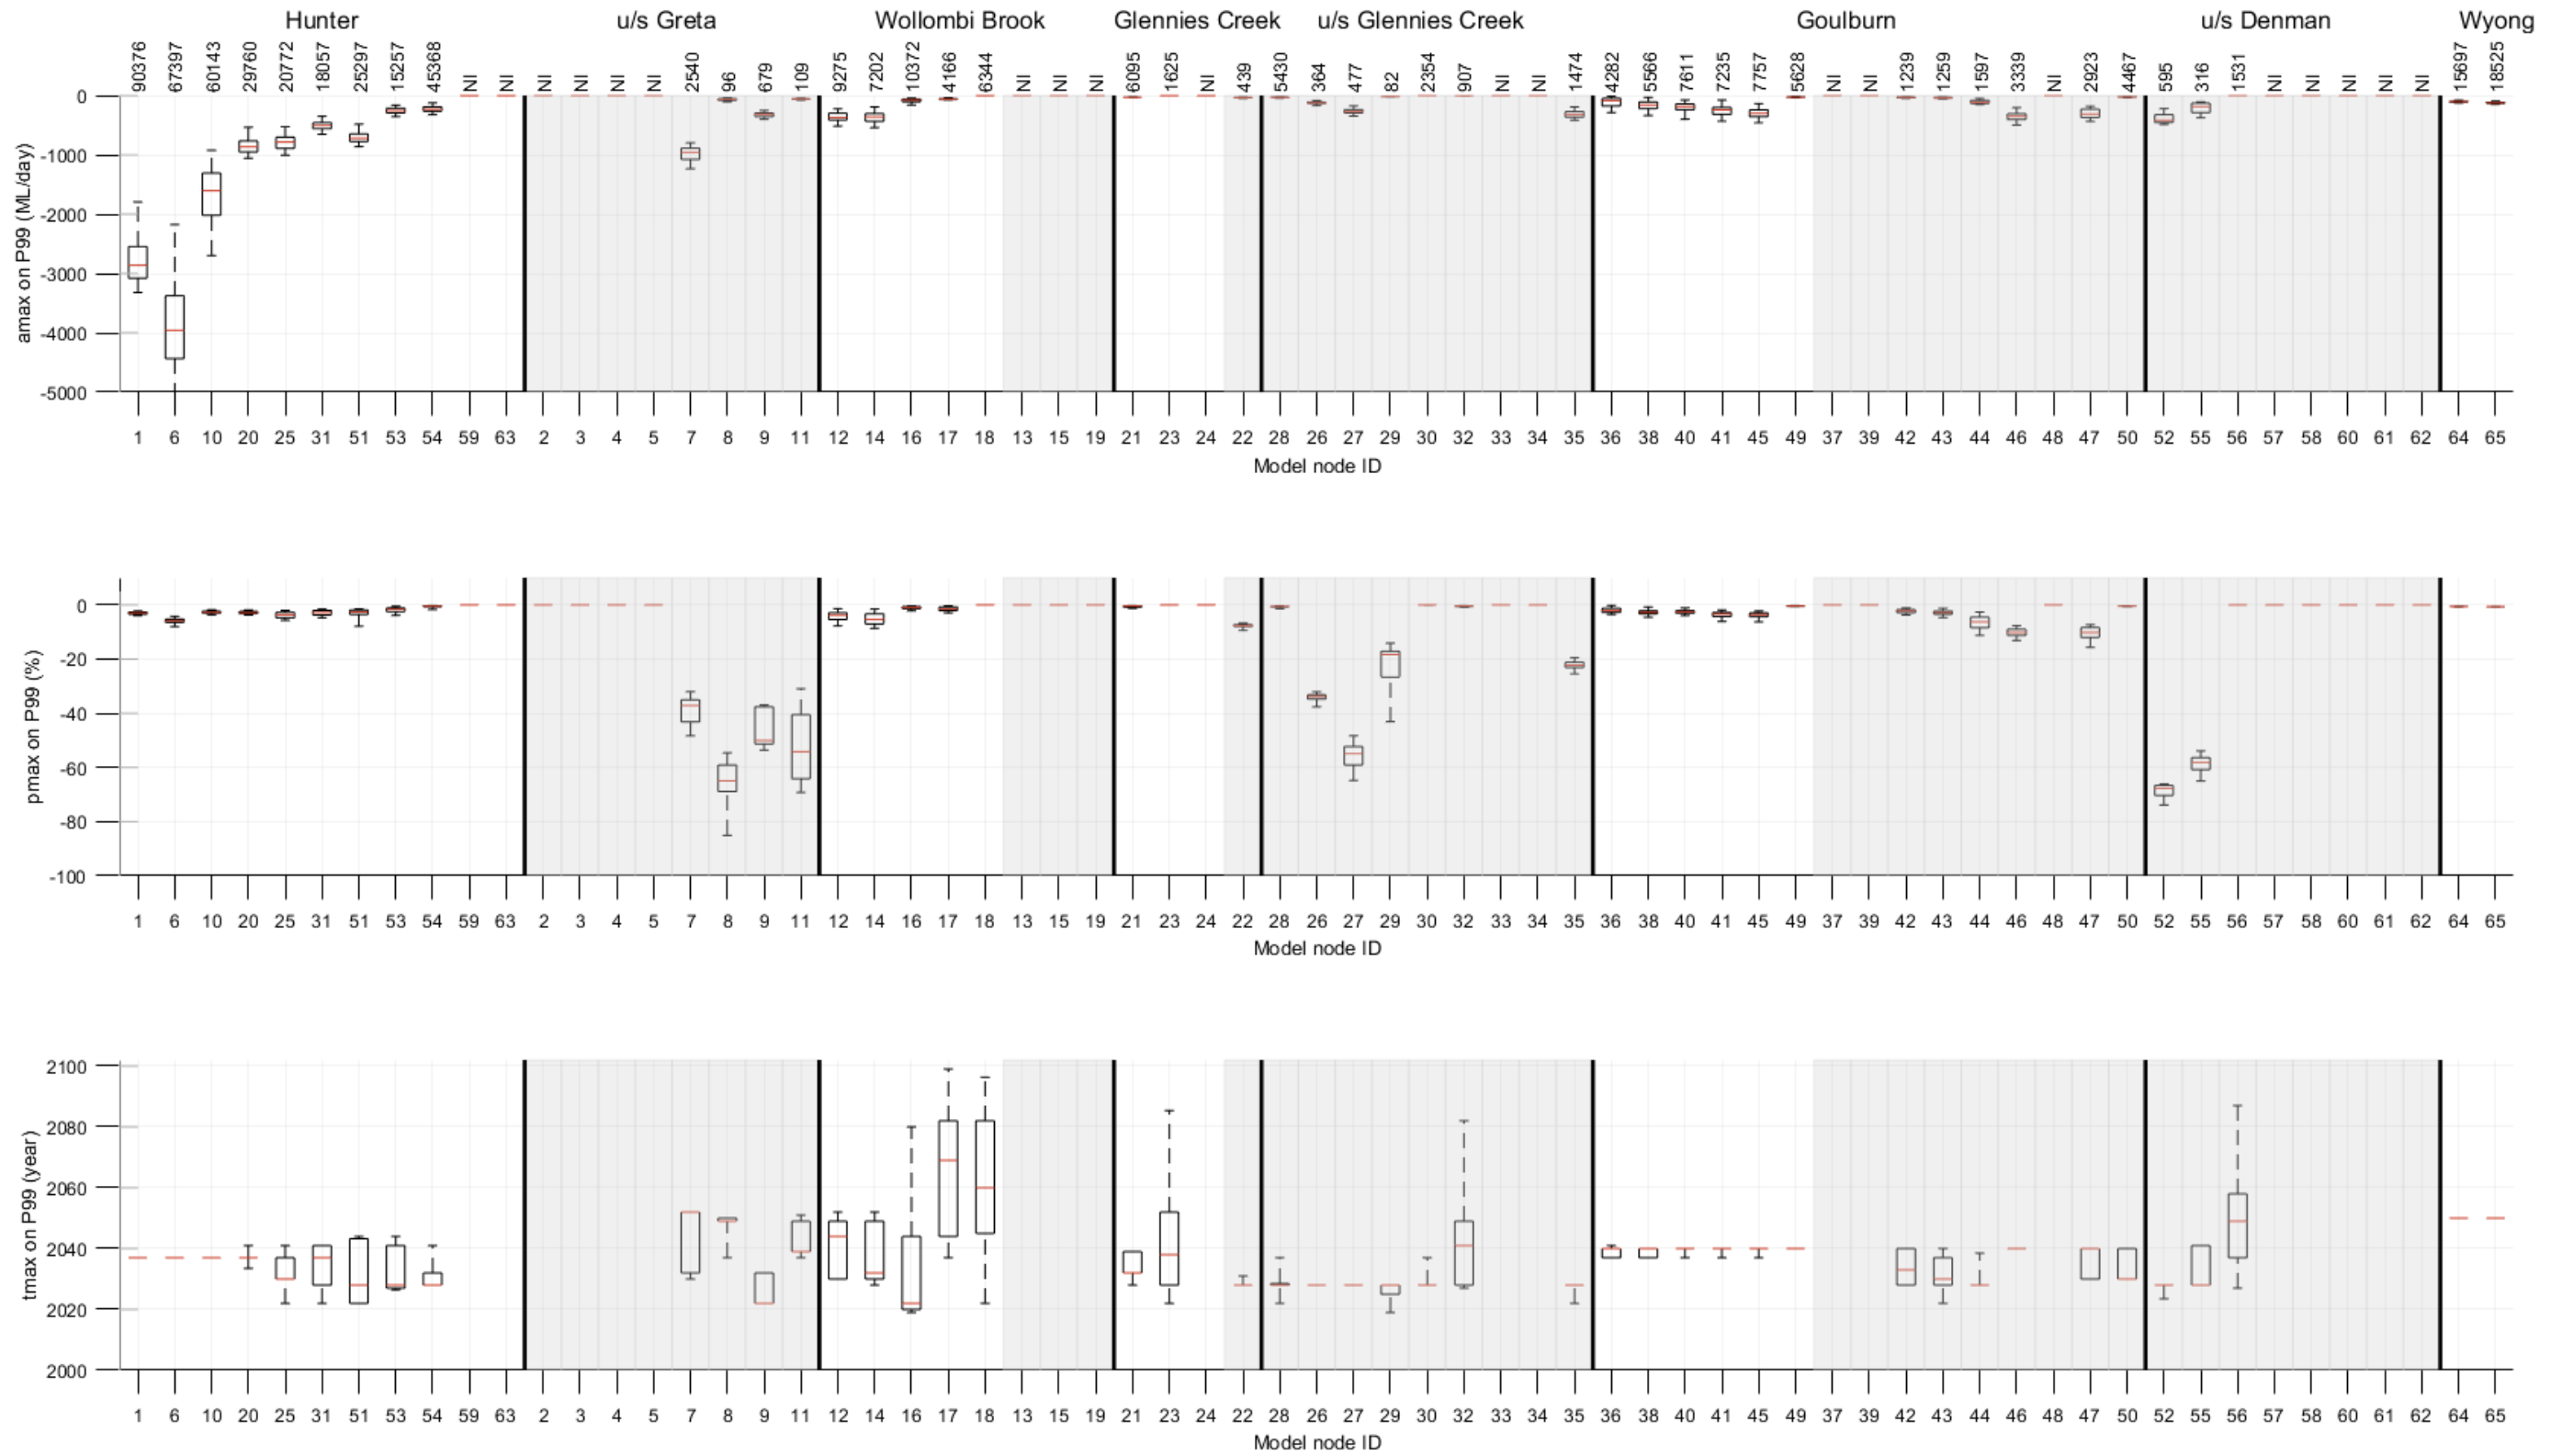 Hunter u/s Greta Wollombi Brook Glennies Creek u/s Glennies Creek Goulburn u/s Denman Wyong
90376 67397 60143 29760 20772 18057 25297 15257 45368 NI NI NI NI NI NI 2540 96 679 109 9275 7202 10372 4166 6344 NI NI NI 6095 1625 NI 439 5430 364 477 822 2354 907 NI NI 1474 4282 5566 7611 7235 7757 5628 NI NI 1239 1259 1597 3339 NI 2923 4467 595 316 1531 NI NI NI NI NI 15697 18525
amax on P99 (ML/day)
0
-1000
-2000
-3000
-4000
-5000
1 6 10 20 25 31 51 53 54 59 63 2 3 4 5 7 8 9 11 12 14 16 17 18 13 15 19 21 23 24 22 28 26 27 29 30 32 33 34 35 36 38 40 41 45 49 37 39 42 43 44 46 48 47 50 52 55 56 57 58 60 61 62 64 65
Model node ID
pmax on P99 (%)
0
-20
-40
-60
-80
-100
1 6 10 20 25 31 51 53 54 59 63 2 3 4 5 7 8 9 11 12 14 16 17 18 13 15 19 21 23 24 22 28 26 27 29 30 32 33 34 35 36 38 40 41 45 49 37 39 42 43 44 46 48 47 50 52 55 56 57 58 60 61 62 64 65
Model node ID
tmax on P99 (year)
2100
2080
2060
2040
2020
2000
1 6 10 20 25 31 51 53 54 59 63 2 3 4 5 7 8 9 11 12 14 16 17 18 13 15 19 21 23 24 22 28 26 27 29 30 32 33 34 35 36 38 40 41 45 49 37 39 42 43 44 46 48 47 50 52 55 56 57 58 60 61 62 64 65
Model node ID